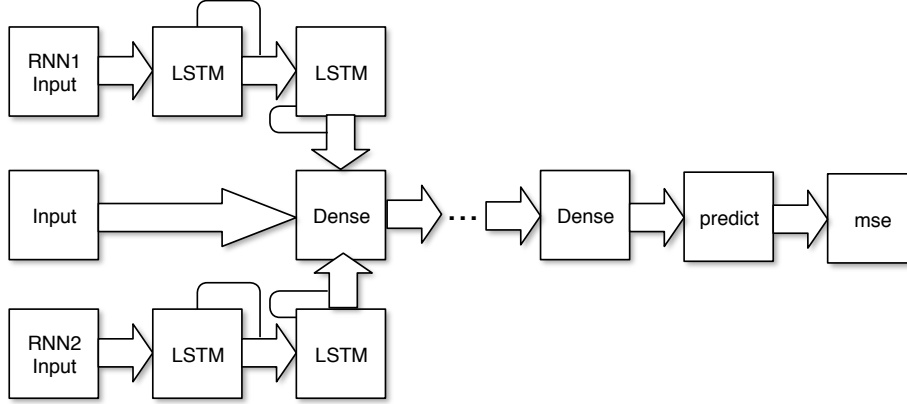 RNN1
Input
LSTM
LSTM
Input
Dense
...
Dense
predict
mse
RNN2
Input
LSTM
LSTM